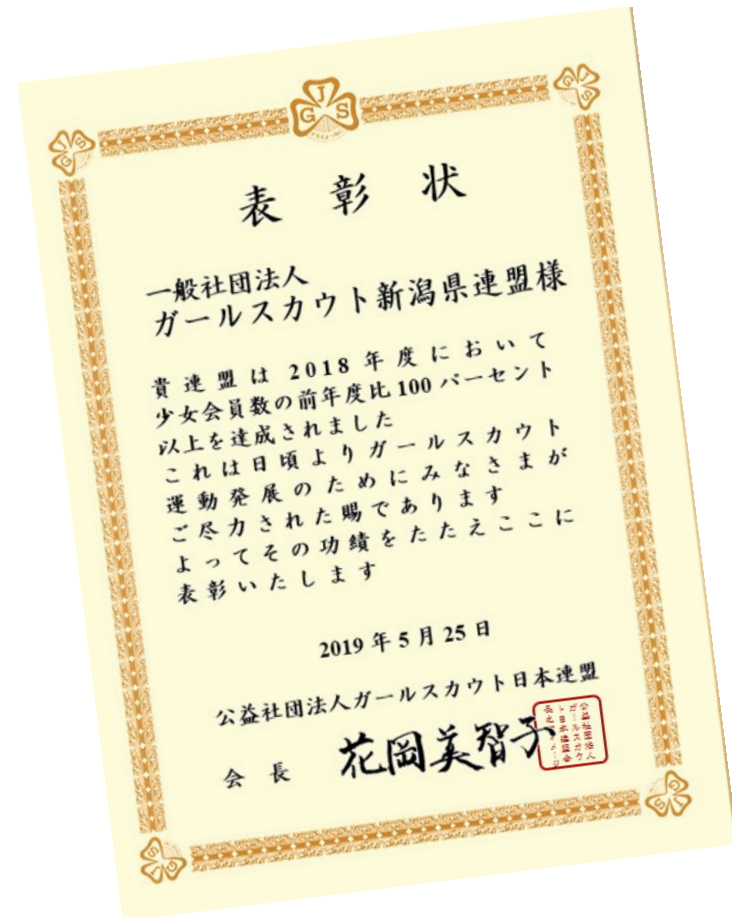 JGS
表彰状
一般社団法人
ガールスカウト新潟県連盟様
貴連盟は2018年度において
少女会員数の前年度比100パーセント
以上を達成されました
これは日頃よりガールスカウト
運動発展のためにみなさまが
ご尽力された賜であります
よってその功績をたたえここに
表彰いたします
2019年5月25日
公益社団法人ガールスカウト日本連盟
会長 花岡美智子